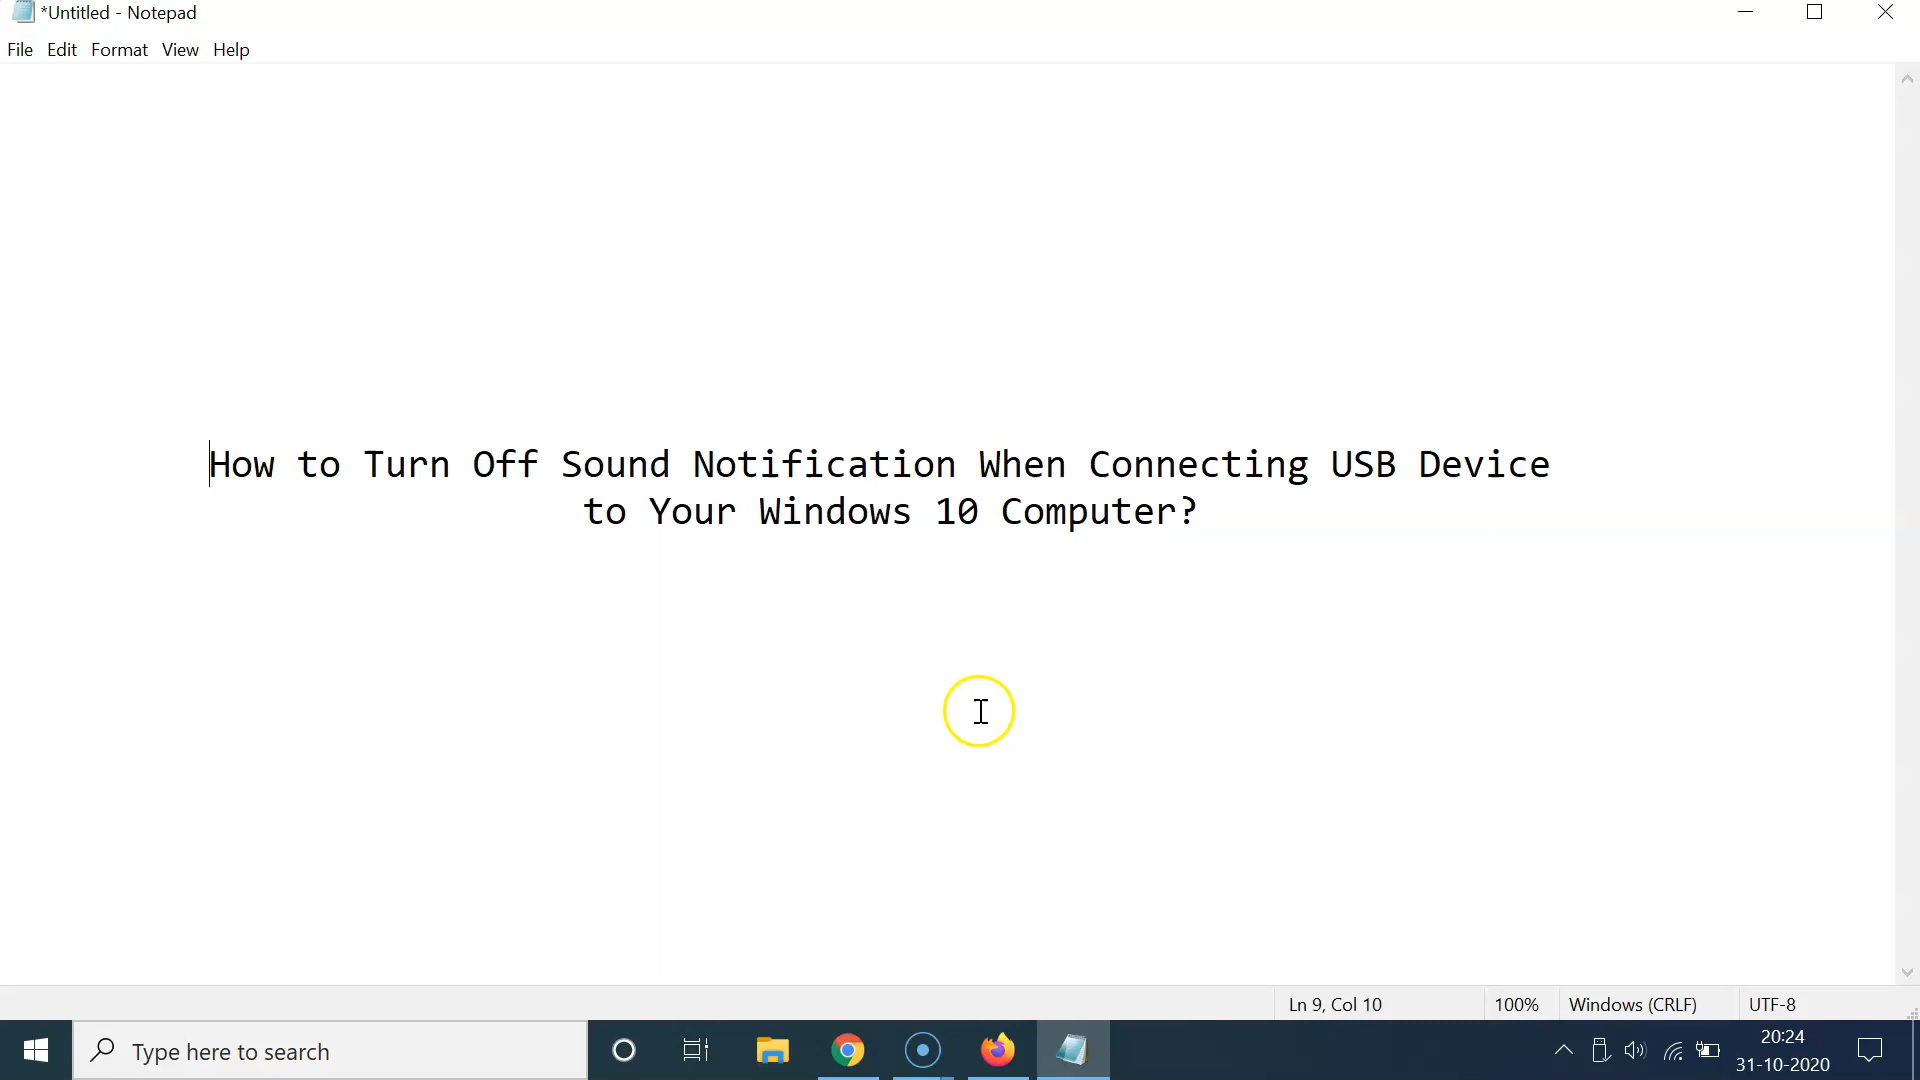 *Untitled - Notepad
File Edit Format View Help
How to Turn Off Sound Notification When Connecting USB Device
to Your Windows 10 Computer?
Ln 9, Col 10 100% Windows (CRLF) UTF-8
Type here to search
20:24
31-10-2020